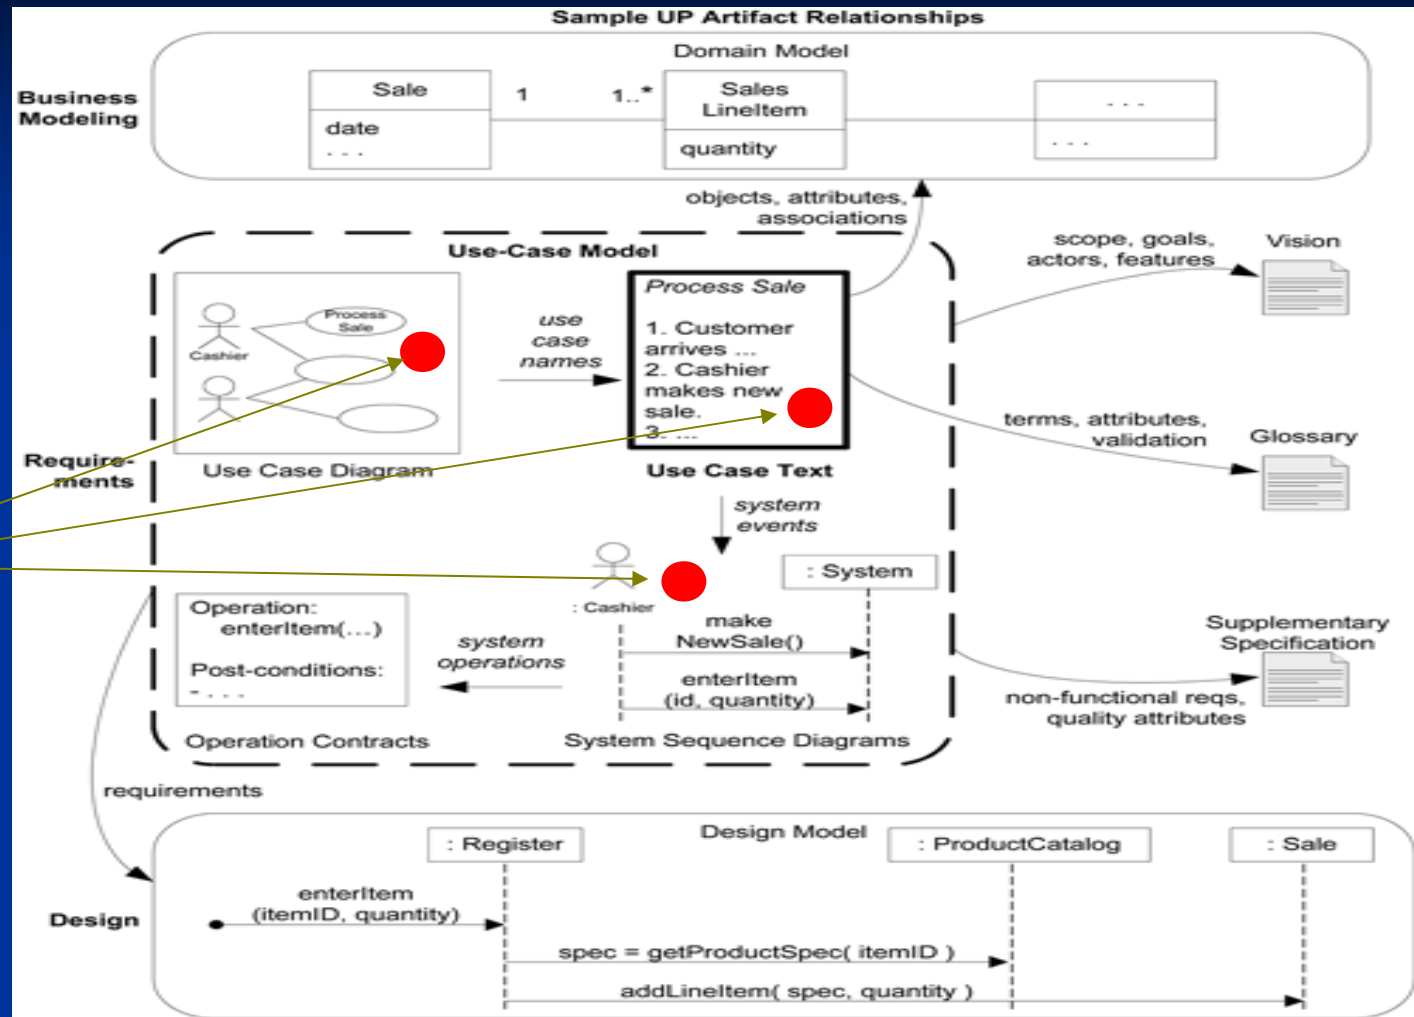 Sample UP Artifact Relationships
Domain Model
Business
Modeling
Sale
1
1..*
Sales
LineItem
. . .
date
. . .
quantity
. . .
objects, attributes,
associations
Use-Case Model
scope, goals,
actors, features
Vision
Process
Sale
Cashier
use
case
names
Process Sale
1. Customer
arrives ...
2. Cashier
makes new
sale.
3. ...
terms, attributes,
validation
Glossary
Require-
ments
Use Case Diagram
Use Case Text
system
events
: Cashier
: System
Operation:
enterItem(...)
Post-conditions:
- . . .
system
operations
make
NewSale()
enterItem
(id, quantity)
Supplementary
Specification
non-functional reqs,
quality attributes
Operation Contracts
System Sequence Diagrams
requirements
Design Model
: Register
: ProductCatalog
: Sale
Design
enterItem
(itemID, quantity)
spec = getProductSpec( itemID )
addLineItem( spec, quantity )